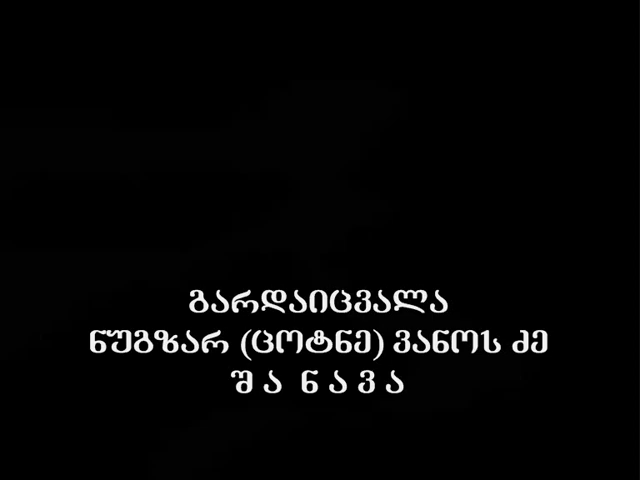 გარდაიცვალა
ნუგზარ (ცოტნე) ვანოს ძე
შ ა ნ ა ვ ა